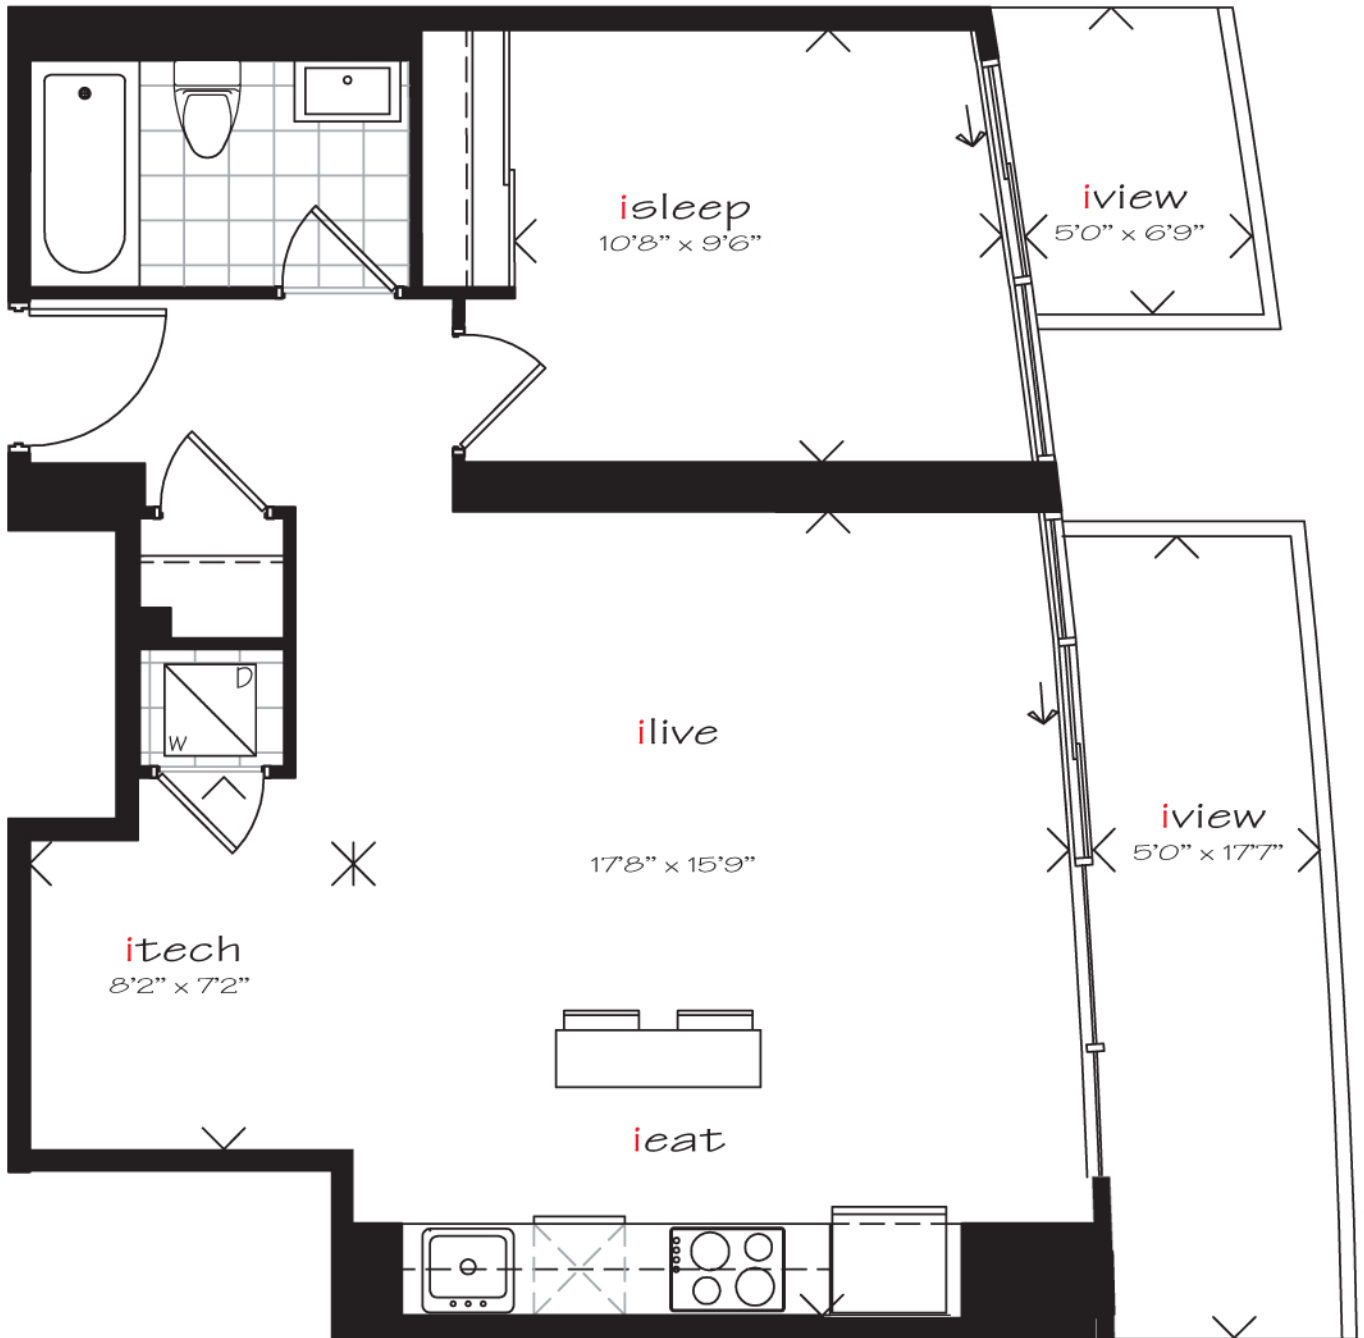 isleep
10'8" x 9'6"
iview
5'0" x 6'9"
D
W
ilive
17'8" x 15'9"
iview
5'0" x 17'7"
itech
8'2" x 7'2"
ieat